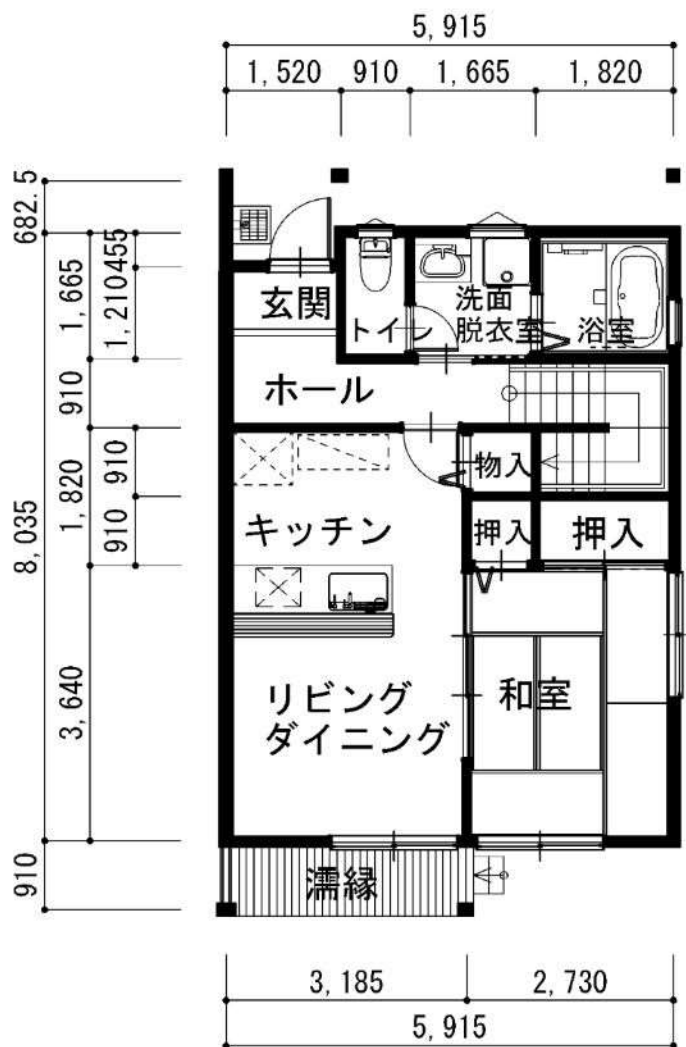 5,915
1,520 910 1,665 1,820
682.5
1,665
1,210
455
玄関
トイレ
洗面
脱衣室
浴室
910
ホール
8,035
1,820
910
910
物入
キッチン
押入
押入
3,640
リビング
ダイニング
和室
910
濡縁
3,185 2,730
5,915